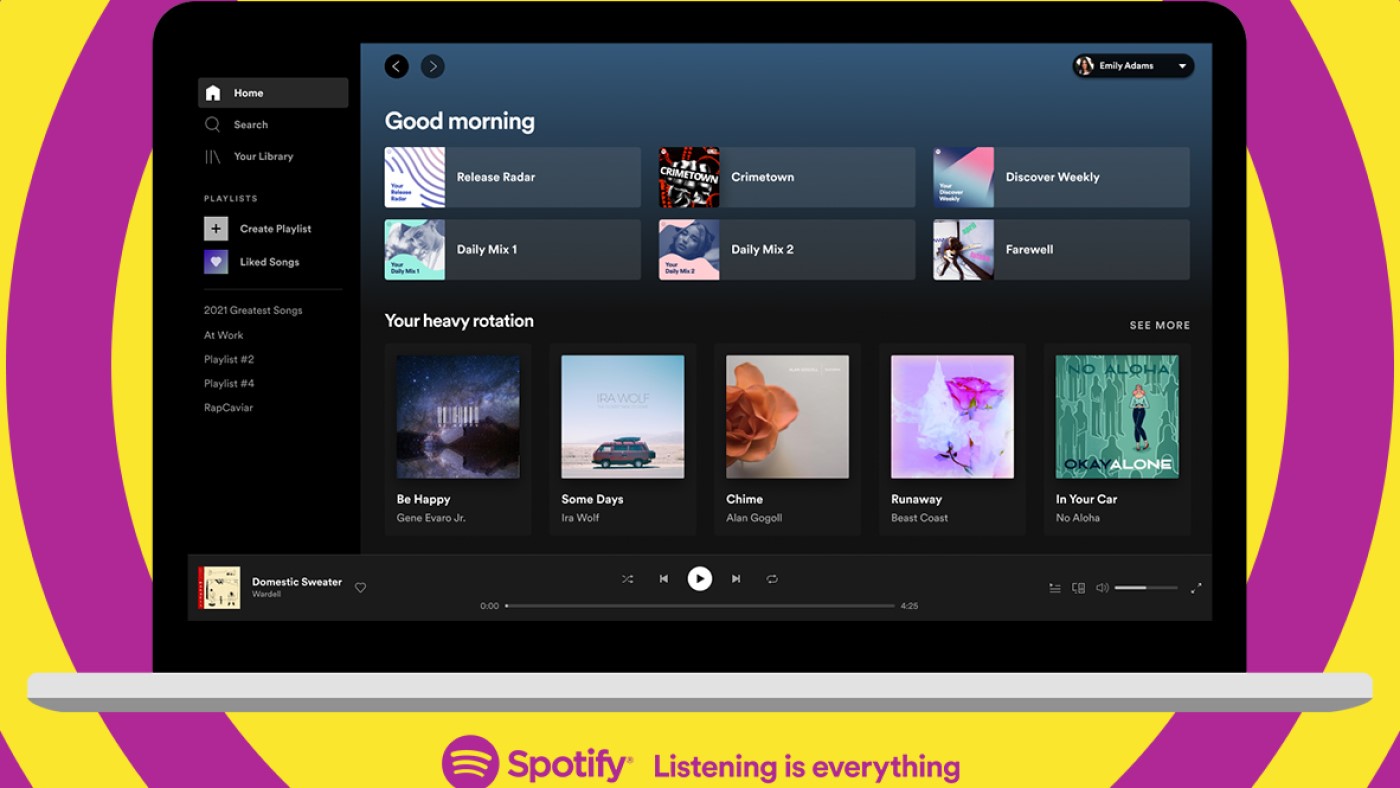 Home
Search
Your Library
PLAYLISTS
Create Playlist
Liked Songs
2021 Greatest Songs
At Work
Playlist #2
Playlist #4
RapCaviar
Emily Adams
Good morning
Your
Release
Radar
Release Radar
CRIMETOWN
Crimetown
Your
Discover
Weekly
Discover Weekly
Your
Daily Mix 1
Daily Mix 1
Your
Daily Mix 2
Daily Mix 2
Farewell
Your heavy rotation
SEE MORE
BE HAPPY
Be Happy
Gene Evaro Jr.
IRA WOLF
Some Days
Ira Wolf
Chime
Alan Gogoll
Runaway
Beast Coast
NO ALOHA
OKAYALONE
In Your Car
No Aloha
Domestic Sweater
Wardell
0:00
4:25
Spotify®
Listening is everything